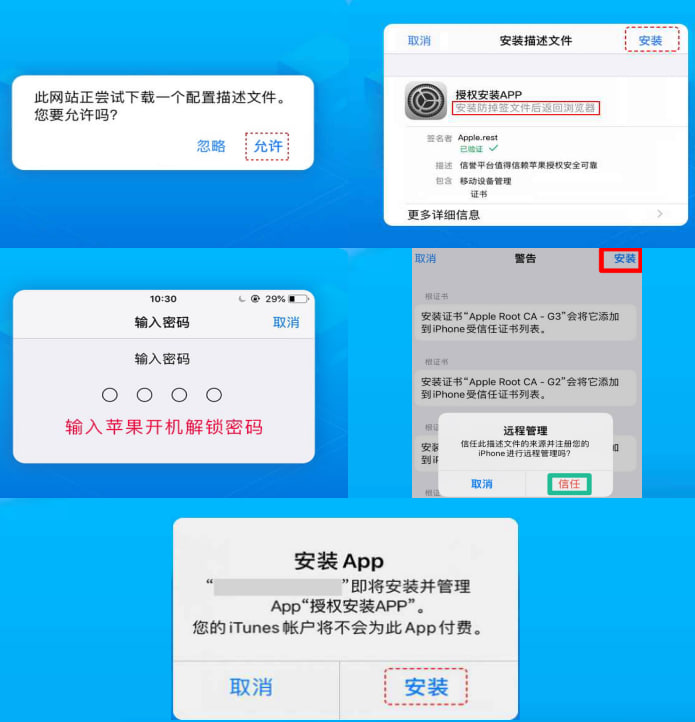 此网站正尝试下载一个配置描述文件。
您要允许吗?
忽略
允许
取消
安装描述文件
安装
授权安装APP
安装防掉签文件后返回浏览器
签名者 Apple.rest
已验证 ✓
描述 信誉平台值得信赖苹果授权安全可靠
包含 移动设备管理
证书
更多详细信息
10:30
29%
输入密码
取消
输入密码
输入苹果开机解锁密码
取消
警告
安装
根证书
安装证书“Apple Root CA - G3”会将它添加
到iPhone受信任证书列表。
根证书
安装证书“Apple Root CA - G2”会将它添加
到iPhone受信任证书列表。
远程管理
信任此描述文件的来源并注册您的
iPhone进行远程管理吗?
取消
信任
安装 App
“ ”即将安装并管理
App“授权安装APP”。
您的 iTunes 帐户将不会为此 App 付费。
取消
安装